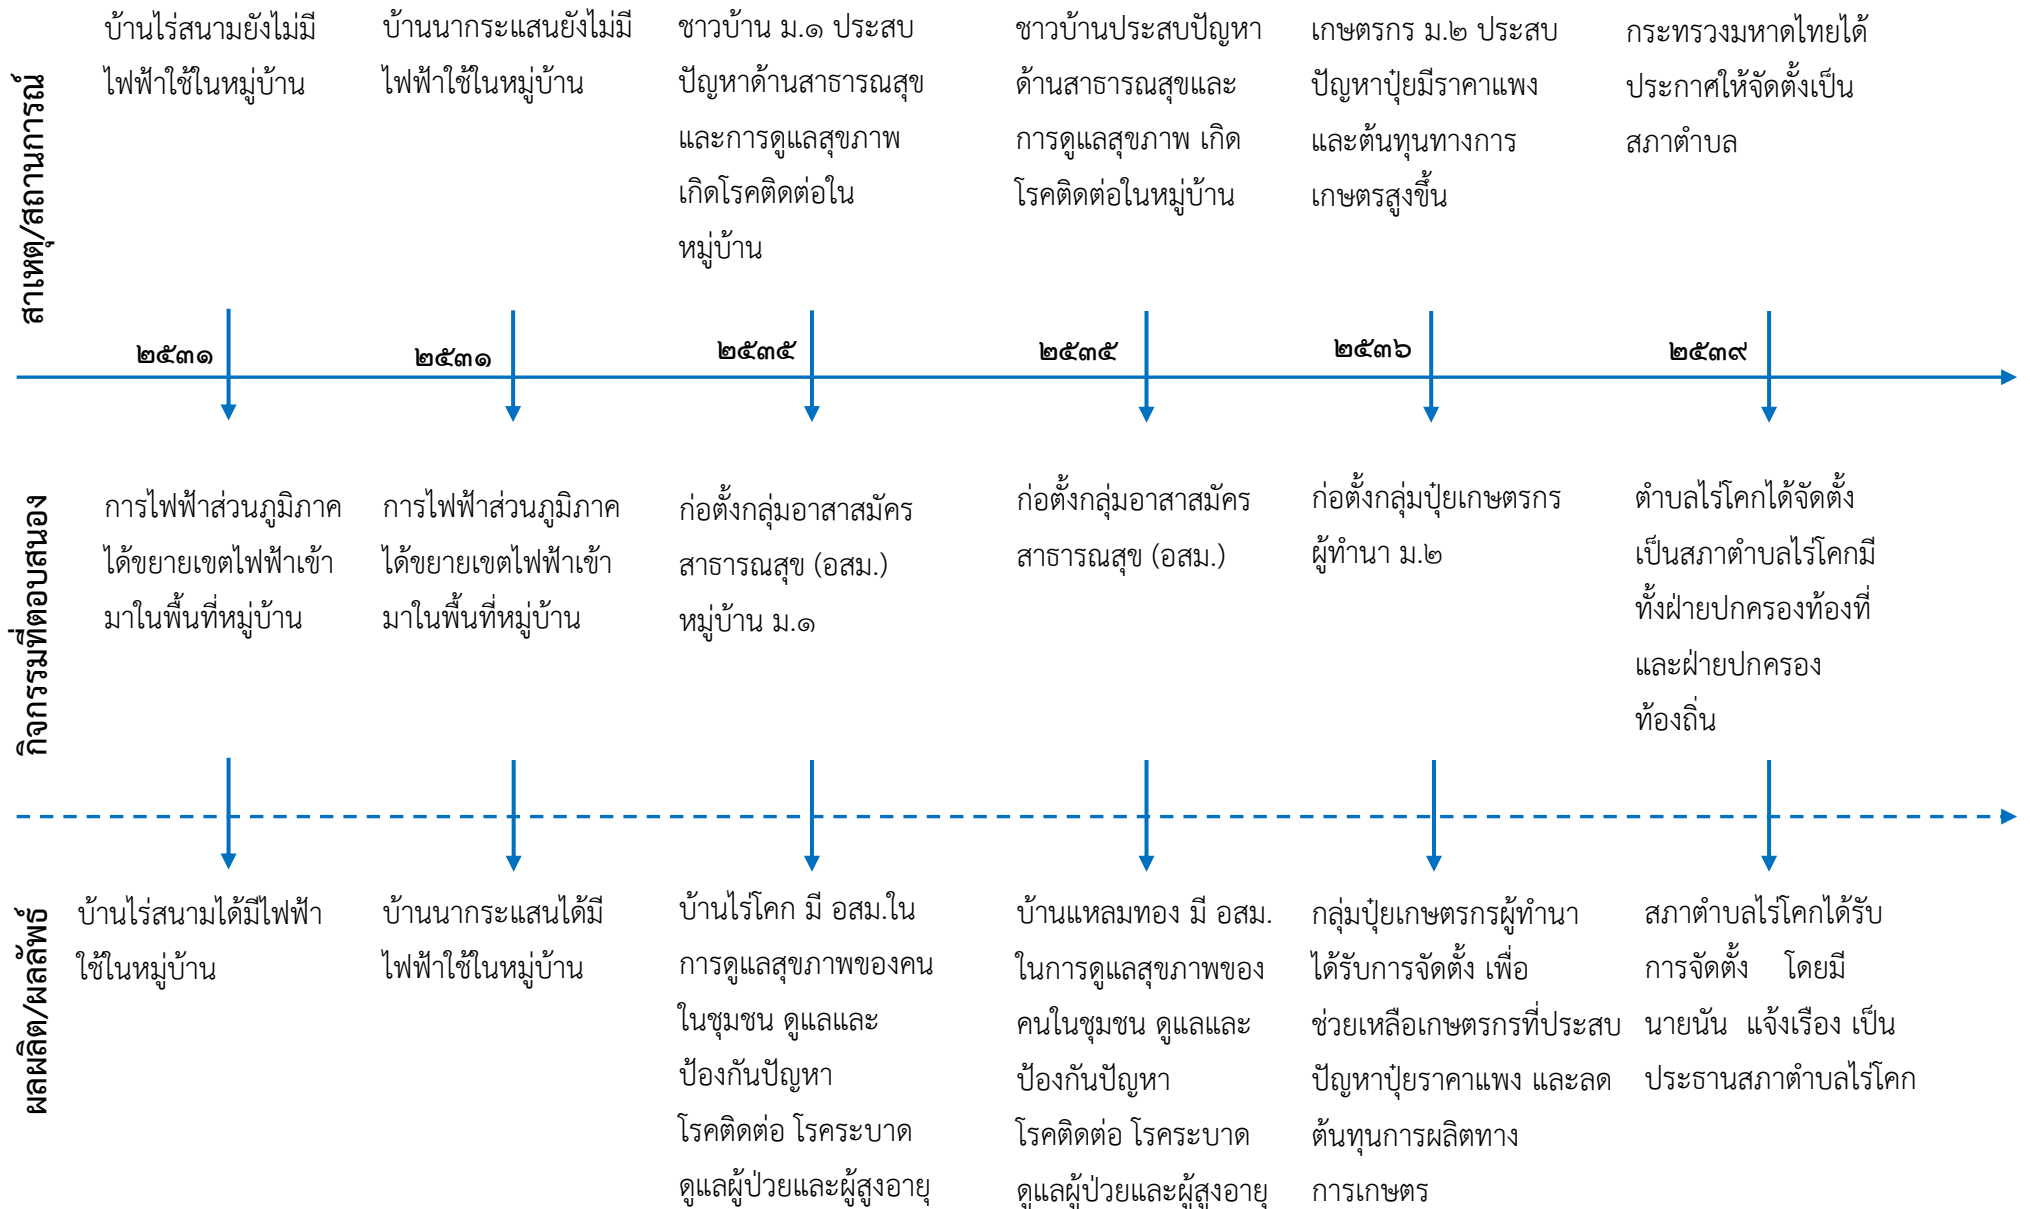 สาเหตุ/สถานการณ์
บ้านไร่สนามยังไม่มี
ไฟฟ้าใช้ในหมู่บ้าน
บ้านนากระแสนยังไม่มี
ไฟฟ้าใช้ในหมู่บ้าน
ชาวบ้าน ม.๑ ประสบ
ปัญหาด้านสาธารณสุข
และการดูแลสุขภาพ
เกิดโรคติดต่อใน
หมู่บ้าน
ชาวบ้านประสบปัญหา
ด้านสาธารณสุขและ
การดูแลสุขภาพ เกิด
โรคติดต่อในหมู่บ้าน
เกษตรกร ม.๒ ประสบ
ปัญหาปุ๋ยมีราคาแพง
และต้นทุนทางการ
เกษตรสูงขึ้น
กระทรวงมหาดไทยได้
ประกาศให้จัดตั้งเป็น
สภาตำบล
๒๕๓๑
๒๕๓๑
๒๕๓๕
๒๕๓๕
๒๕๓๖
๒๕๓๙
กิจกรรมที่ตอบสนอง
การไฟฟ้าส่วนภูมิภาค
ได้ขยายเขตไฟฟ้าเข้า
มาในพื้นที่หมู่บ้าน
การไฟฟ้าส่วนภูมิภาค
ได้ขยายเขตไฟฟ้าเข้า
มาในพื้นที่หมู่บ้าน
ก่อตั้งกลุ่มอาสาสมัคร
สาธารณสุข (อสม.)
หมู่บ้าน ม.๑
ก่อตั้งกลุ่มอาสาสมัคร
สาธารณสุข (อสม.)
ก่อตั้งกลุ่มปุ๋ยเกษตรกร
ผู้ทำนา ม.๒
ตำบลไร่โคกได้จัดตั้ง
เป็นสภาตำบลไร่โคกมี
ทั้งฝ่ายปกครองท้องที่
และฝ่ายปกครอง
ท้องถิ่น
ผลผลิต/ผลลัพธ์
บ้านไร่สนามได้มีไฟฟ้า
ใช้ในหมู่บ้าน
บ้านนากระแสนได้มี
ไฟฟ้าใช้ในหมู่บ้าน
บ้านไร่โคก มี อสม.ใน
การดูแลสุขภาพของคน
ในชุมชน ดูแลและ
ป้องกันปัญหา
โรคติดต่อ โรคระบาด
ดูแลผู้ป่วยและผู้สูงอายุ
บ้านแหลมทอง มี อสม.
ในการดูแลสุขภาพของ
คนในชุมชน ดูแลและ
ป้องกันปัญหา
โรคติดต่อ โรคระบาด
ดูแลผู้ป่วยและผู้สูงอายุ
กลุ่มปุ๋ยเกษตรกรผู้ทำนา
ได้รับการจัดตั้ง เพื่อ
ช่วยเหลือเกษตรกรที่ประสบ
ปัญหาปุ๋ยราคาแพง และลด
ต้นทุนการผลิตทาง
การเกษตร
สภาตำบลไร่โคกได้รับ
การจัดตั้ง โดยมี
นายนัน แจ้งเรือง เป็น
ประธานสภาตำบลไร่โคก